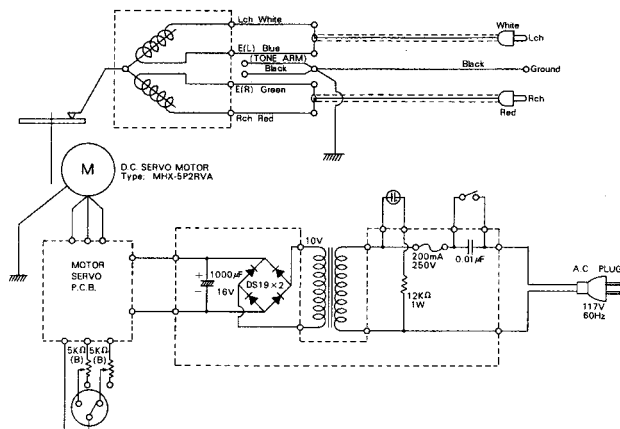 Lch White
E(L) Blue
(TONE ARM)
Black
E(R) Green
Rch Red
White
Lch
Black
Ground
Rch
Red
M
D.C. SERVO MOTOR
Type; MHX-5P2RVA
MOTOR
SERVO
P.C.B.
+
−
1000μF
16V
DS19×2
10V
200mA
250V
0.01μF
12KΩ
1W
A.C PLUG
117V
60Hz
5KΩ
(B)
5KΩ
(B)